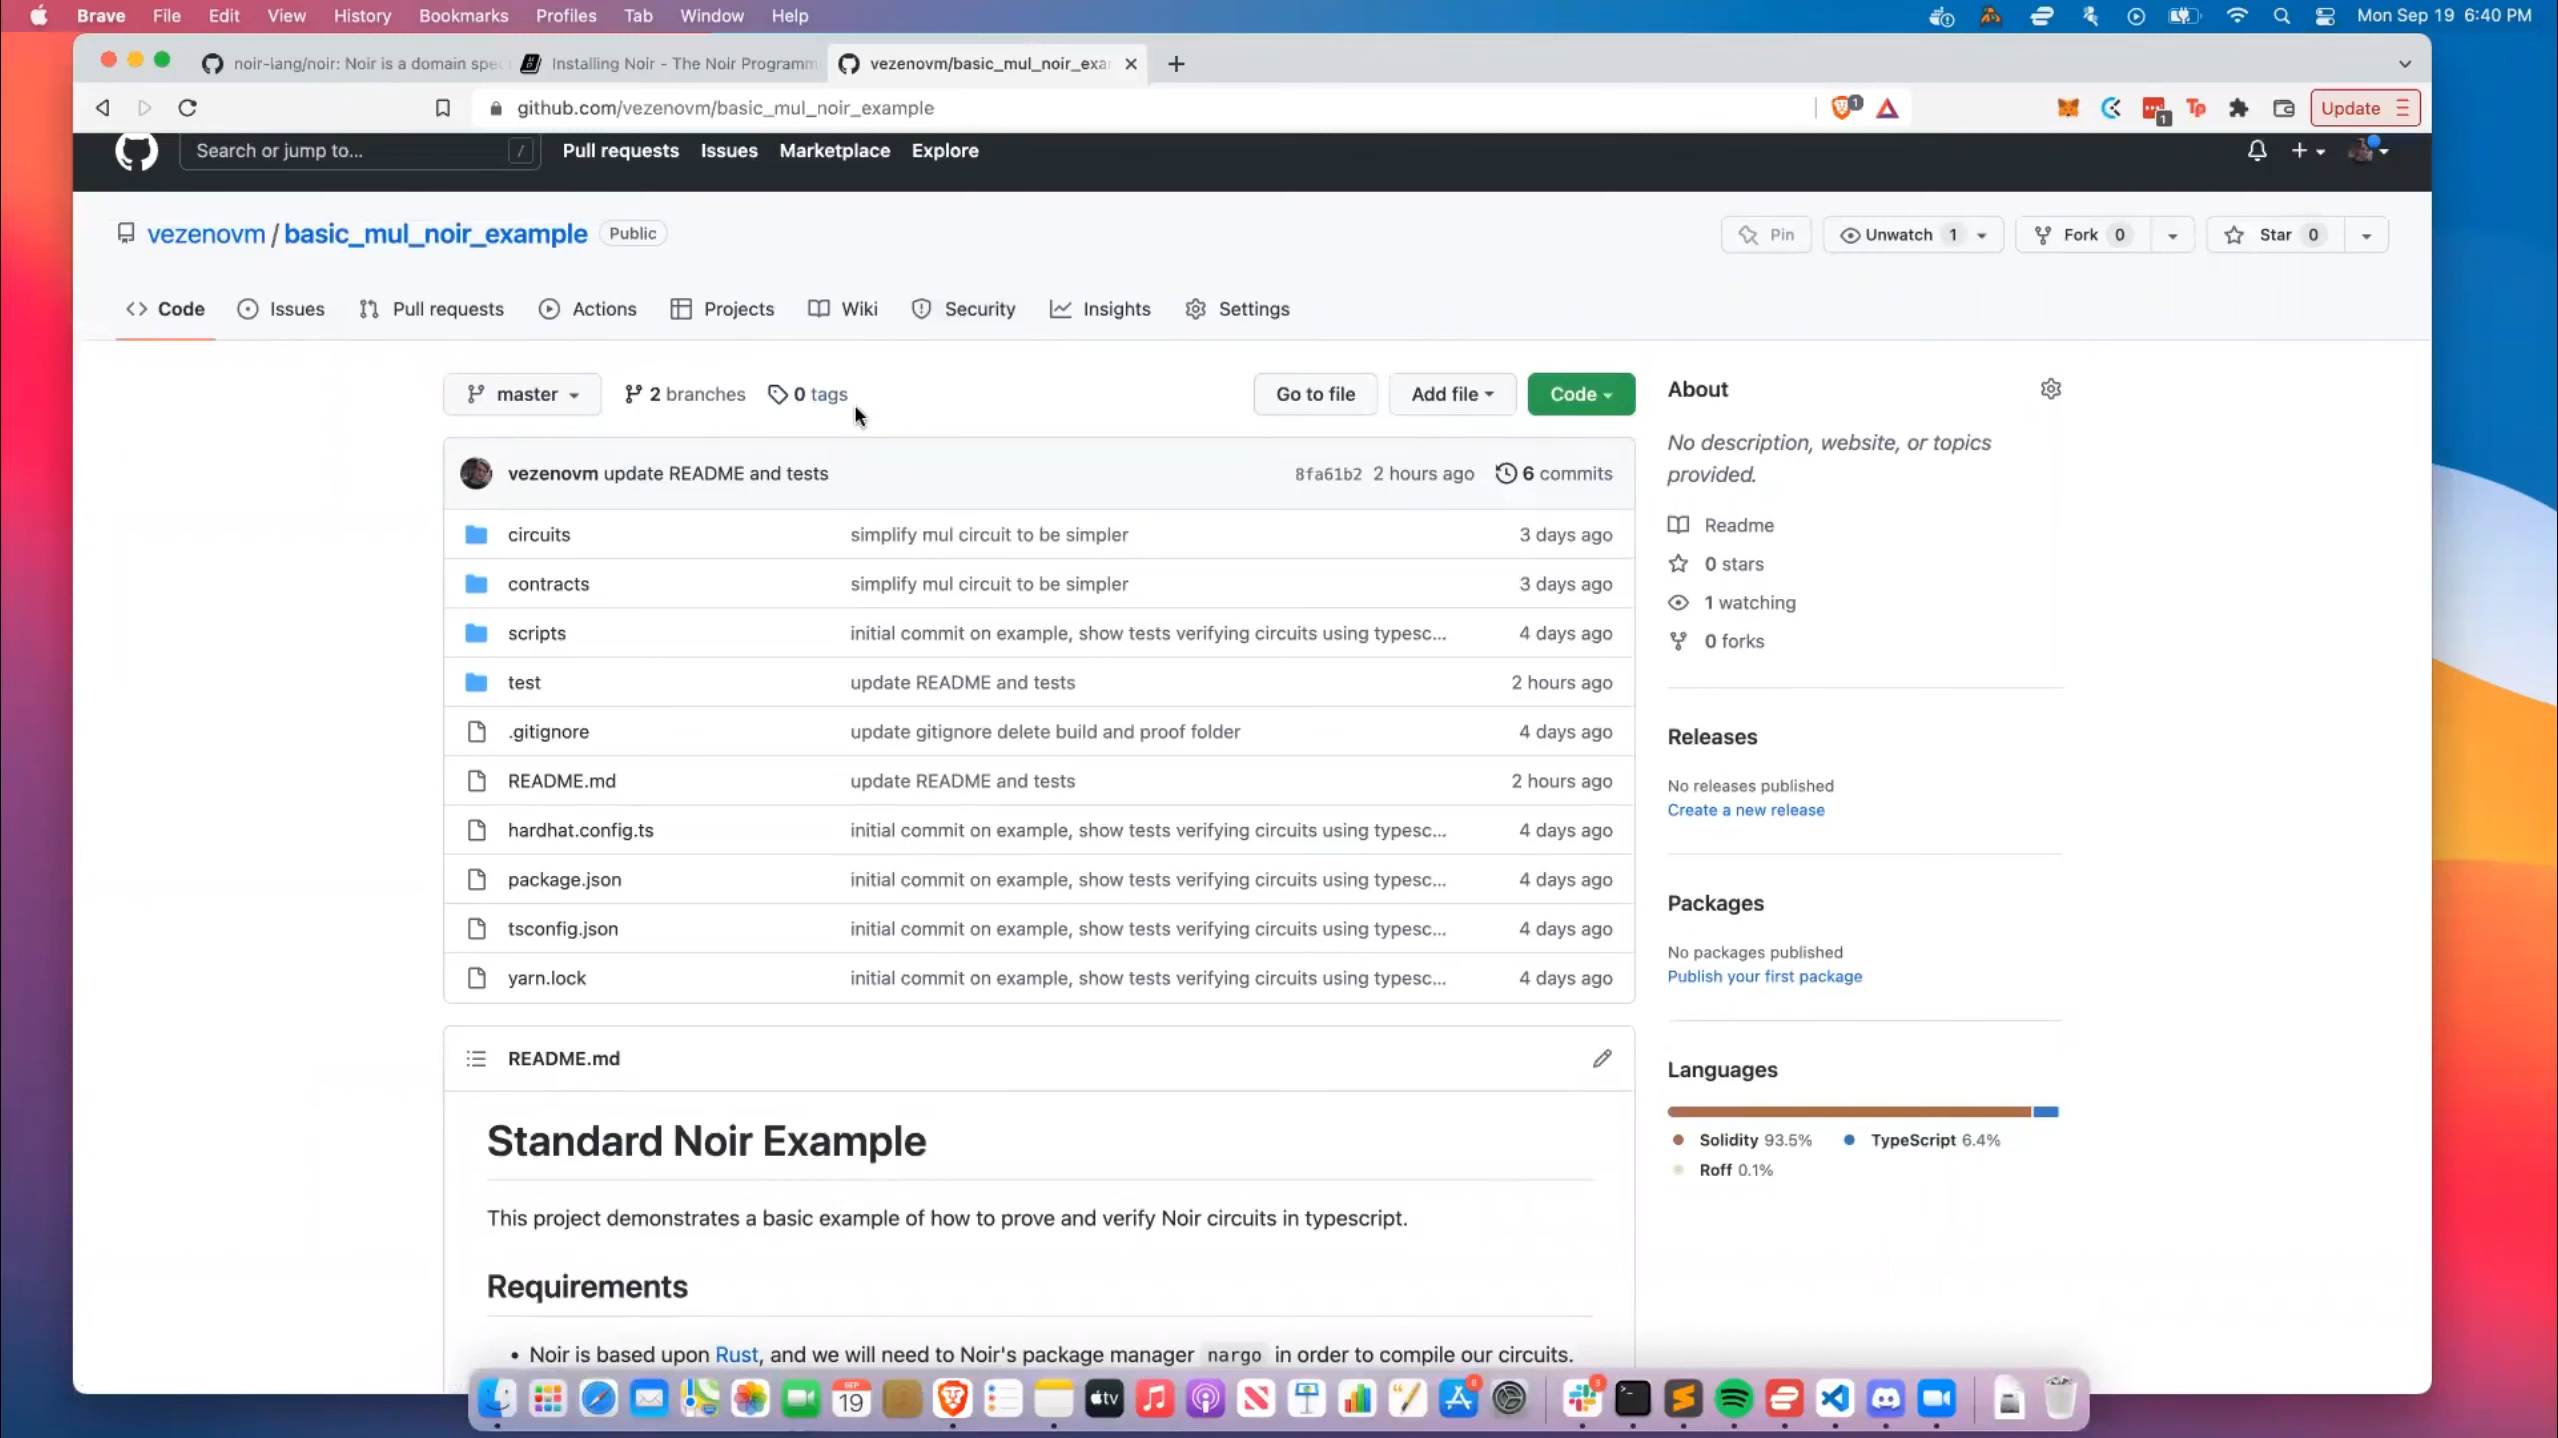 Brave File Edit View History Bookmarks Profiles Tab Window Help Mon Sep 19 6:40 PM
noir-lang/noir: Noir is a domain spe Installing Noir - The Noir Programm vezenovm/basic_mul_noir_exa
github.com/vezenovm/basic_mul_noir_example 1 1 Tp Update
Search or jump to... / Pull requests Issues Marketplace Explore
vezenovm / basic_mul_noir_example Public Pin Unwatch 1 Fork 0 Star 0
Code Issues Pull requests Actions Projects Wiki Security Insights Settings
master 2 branches 0 tags Go to file Add file Code
vezenovm update README and tests 8fa61b2 2 hours ago 6 commits
circuits simplify mul circuit to be simpler 3 days ago
contracts simplify mul circuit to be simpler 3 days ago
scripts initial commit on example, show tests verifying circuits using typesc... 4 days ago
test update README and tests 2 hours ago
.gitignore update gitignore delete build and proof folder 4 days ago
README.md update README and tests 2 hours ago
hardhat.config.ts initial commit on example, show tests verifying circuits using typesc... 4 days ago
package.json initial commit on example, show tests verifying circuits using typesc... 4 days ago
tsconfig.json initial commit on example, show tests verifying circuits using typesc... 4 days ago
yarn.lock initial commit on example, show tests verifying circuits using typesc... 4 days ago
About
No description, website, or topics
provided.
Readme
0 stars
1 watching
0 forks
Releases
No releases published
Create a new release
Packages
No packages published
Publish your first package
Languages
Solidity 93.5% TypeScript 6.4%
Roff 0.1%
README.md
Standard Noir Example
This project demonstrates a basic example of how to prove and verify Noir circuits in typescript.
Requirements
• Noir is based upon Rust, and we will need to Noir's package manager nargo in order to compile our circuits.
SEP
19
tv